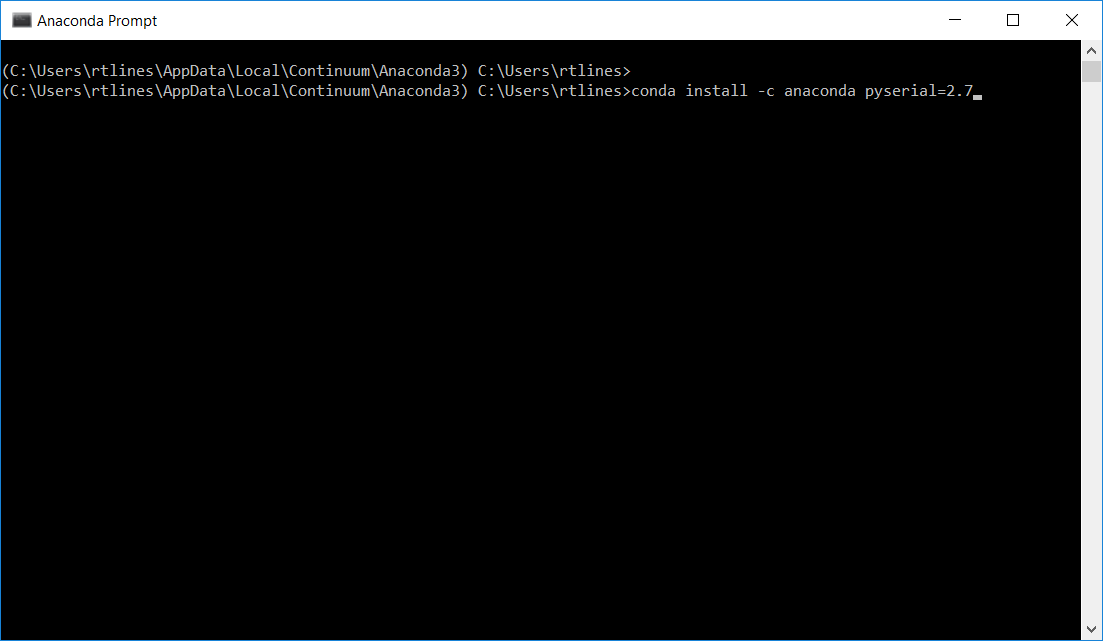 Anaconda Prompt
(C:\Users\rtlines\AppData\Local\Continuum\Anaconda3) C:\Users\rtlines>
(C:\Users\rtlines\AppData\Local\Continuum\Anaconda3) C:\Users\rtlines>conda install -c anaconda pyserial=2.7